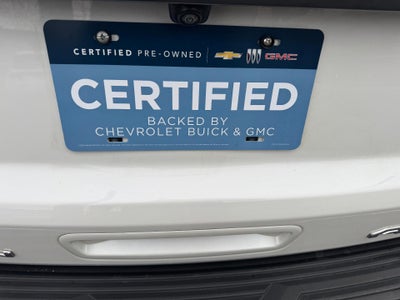 CERTIFIED PRE-OWNED | GMC
CERTIFIED
BACKED BY
CHEVROLET BUICK & GMC